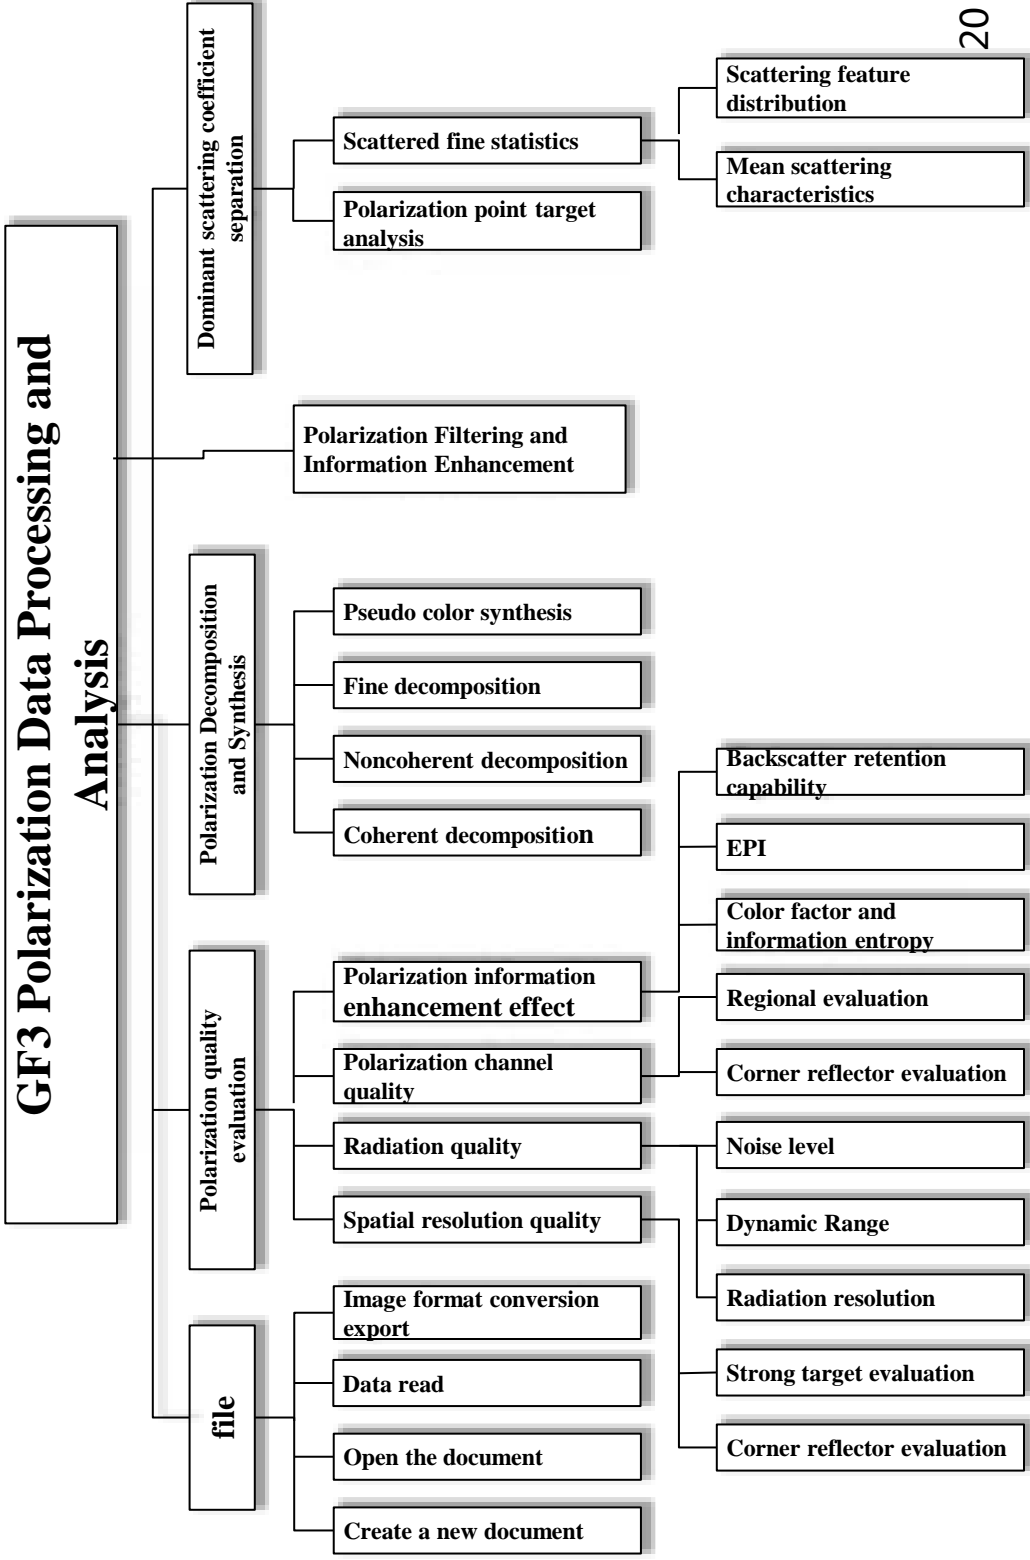 GF3 Polarization Data Processing and
Analysis
file
Create a new document
Open the document
Data read
Image format conversion
export
Polarization quality
evaluation
Spatial resolution quality
Corner reflector evaluation
Strong target evaluation
Radiation quality
Radiation resolution
Dynamic Range
Noise level
Polarization channel
quality
Corner reflector evaluation
Regional evaluation
Polarization information
enhancement effect
Color factor and
information entropy
EPI
Backscatter retention
capability
Polarization Decomposition
and Synthesis
Coherent decomposition
Noncoherent decomposition
Fine decomposition
Pseudo color synthesis
Polarization Filtering and
Information Enhancement
Dominant scattering coefficient
separation
Polarization point target
analysis
Scattered fine statistics
Mean scattering
characteristics
Scattering feature
distribution
20